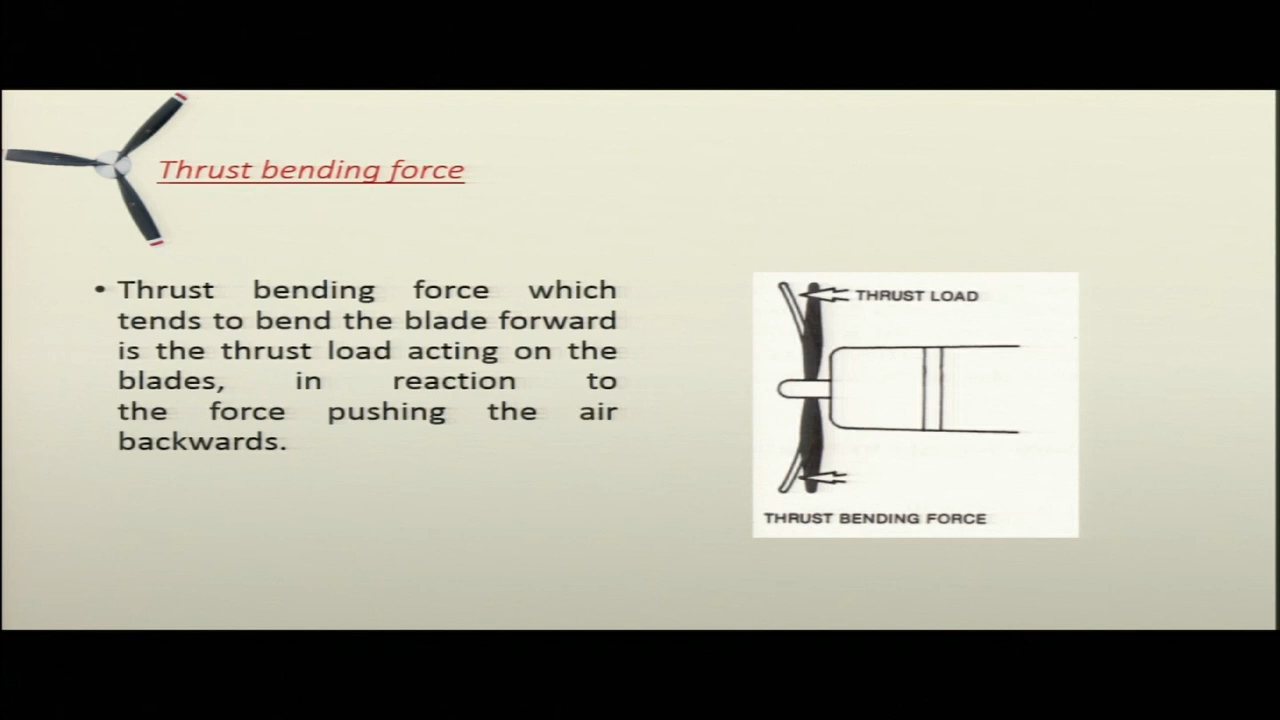 Thrust bending force
• Thrust bending force which
tends to bend the blade forward
is the thrust load acting on the
blades, in reaction to
the force pushing the air
backwards.
THRUST LOAD
THRUST BENDING FORCE